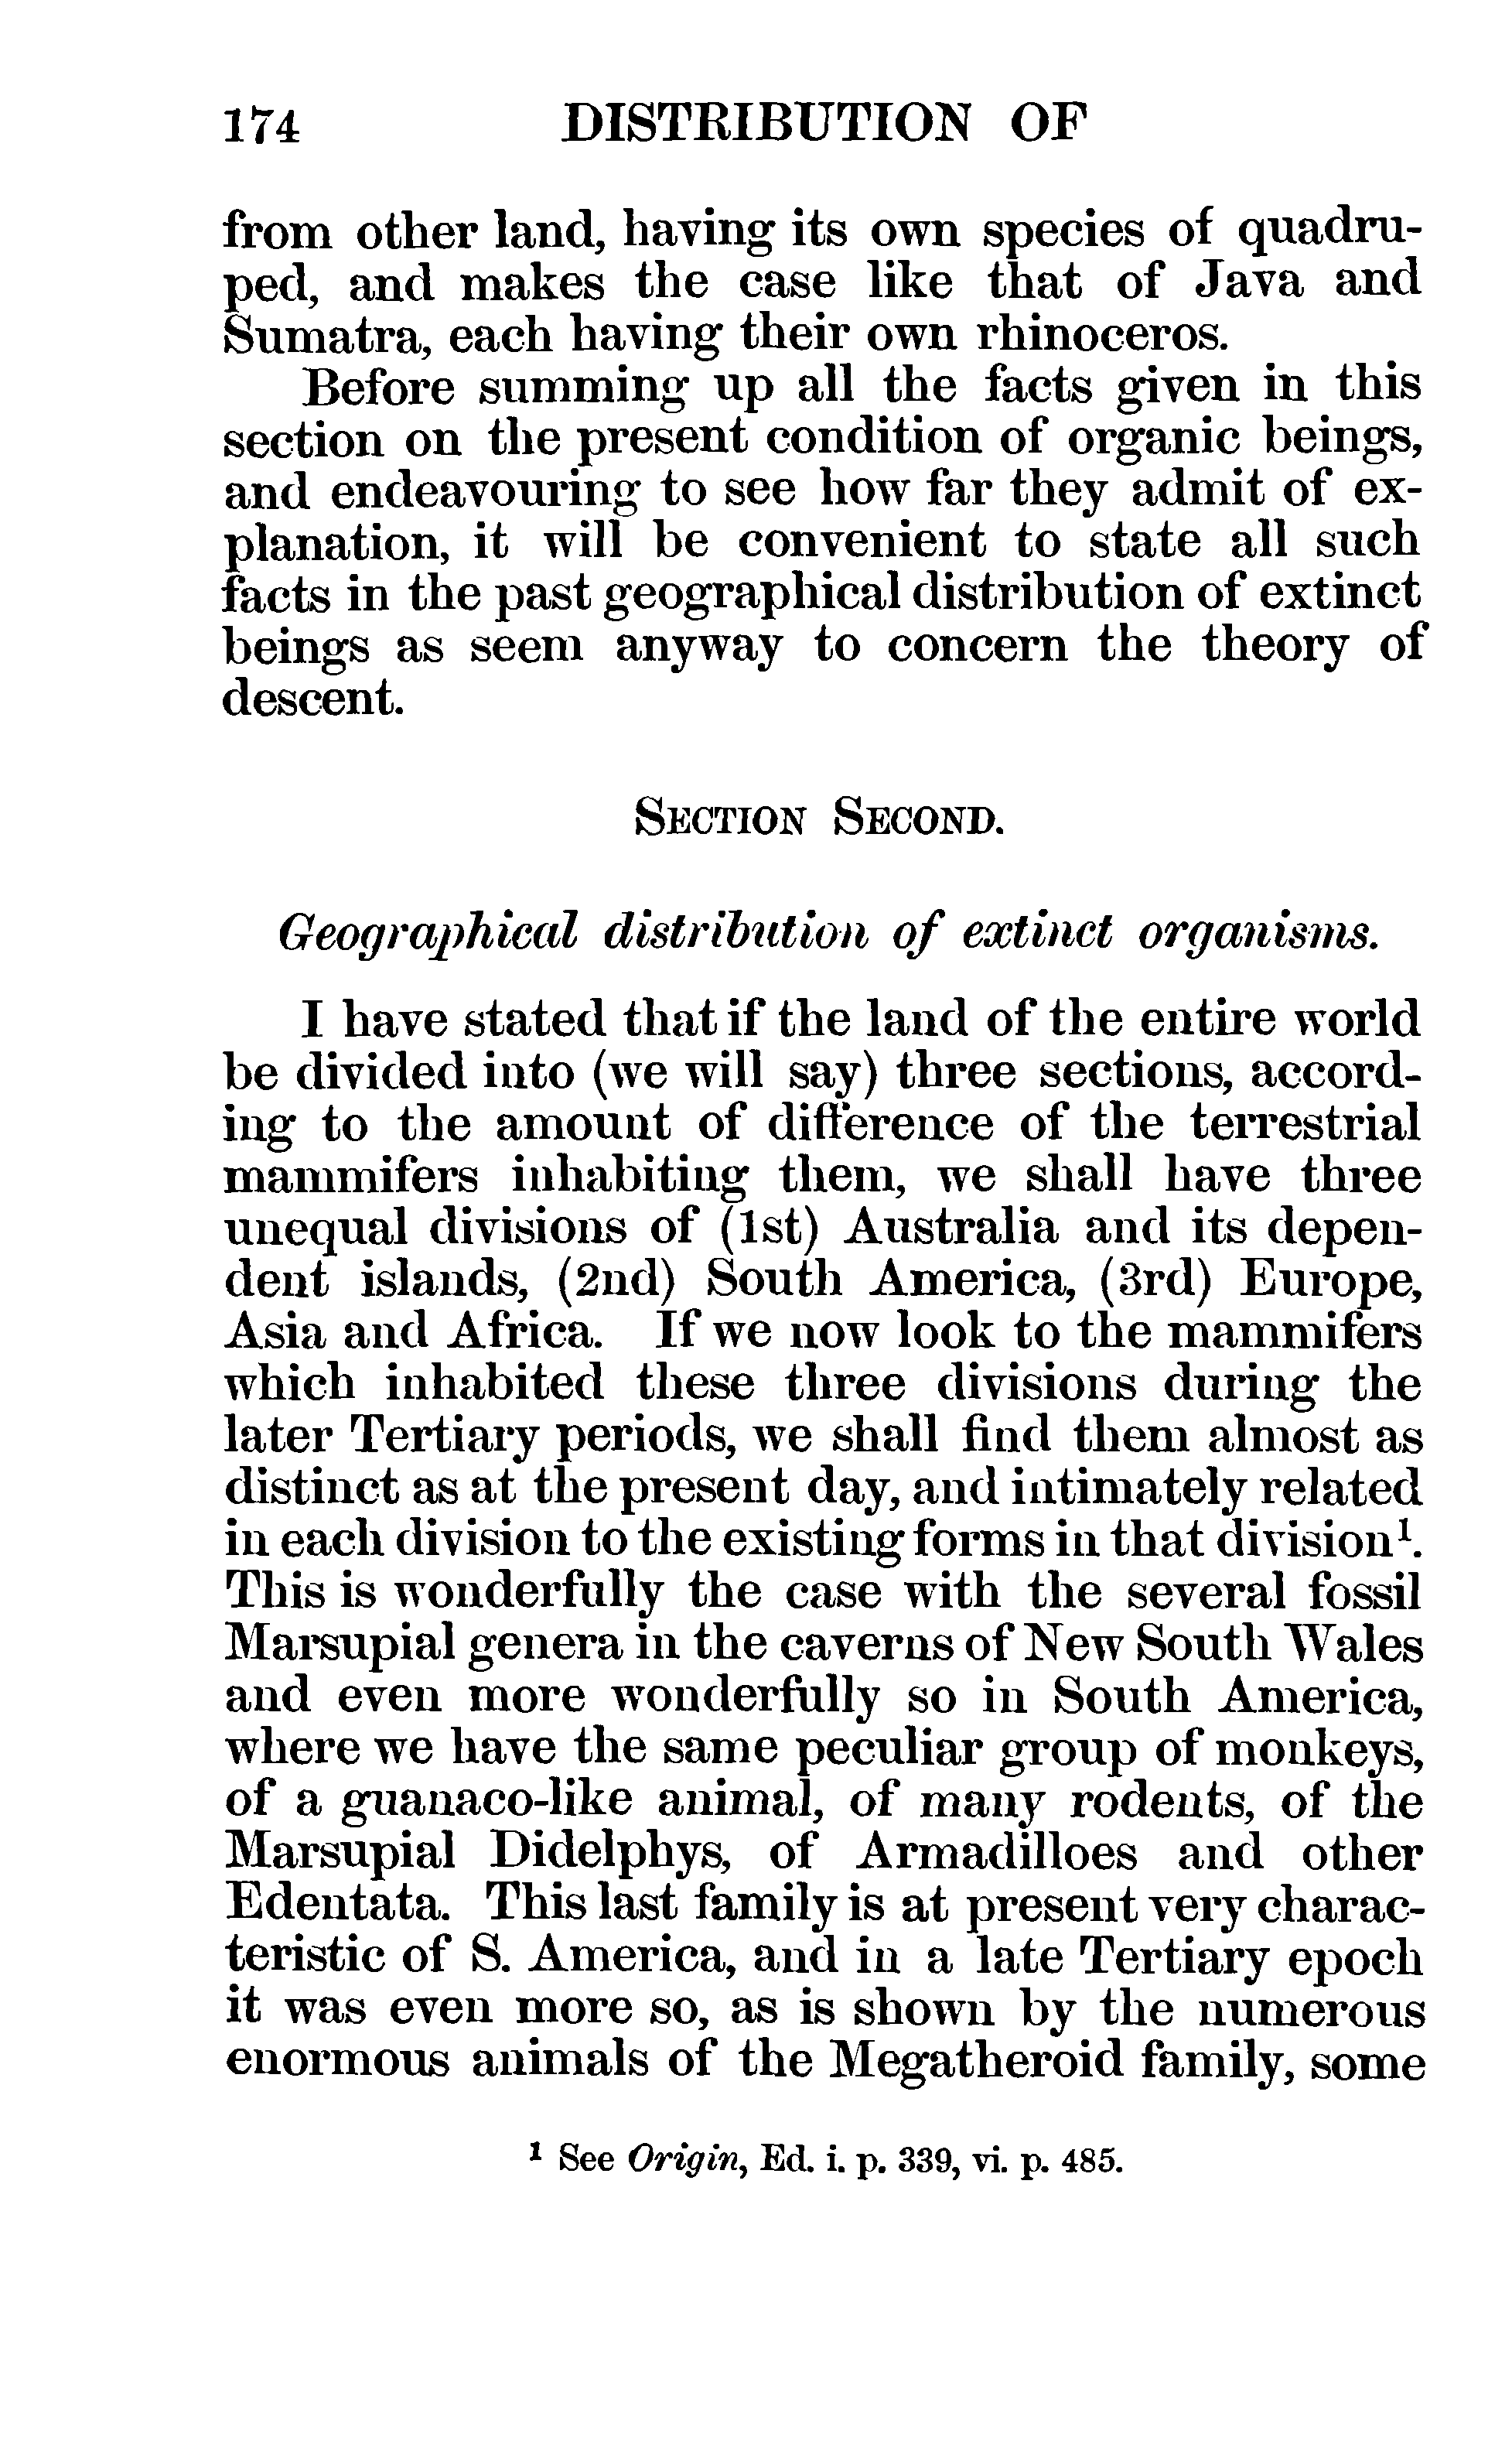 174 DISTRIBUTION OF
from other land, having its own species of quadru-
ped, and makes the case like that of Java and
Sumatra, each having their own rhinoceros.
Before summing up all the facts given in this
section on the present condition of organic beings,
and endeavouring to see how far they admit of ex-
planation, it will be convenient to state all such
facts in the past geographical distribution of extinct
beings as seem anyway to concern the theory of
descent.
SECTION SECOND.
Geographical distribution of extinct organisms.
I have stated that if the land of the entire world
be divided into (we will say) three sections, accord-
ing to the amount of difference of the terrestrial
mammifers inhabiting them, we shall have three
unequal divisions of (1st) Australia and its depen-
dent islands, (2nd) South America, (3rd) Europe,
Asia and Africa. If we now look to the mammifers
which inhabited these three divisions during the
later Tertiary periods, we shall find them almost as
distinct as at the present day, and intimately related
in each division to the existing forms in that division¹.
This is wonderfully the case with the several fossil
Marsupial genera in the caverns of New South Wales
and even more wonderfully so in South America,
where we have the same peculiar group of monkeys,
of a guanaco-like animal, of many rodents, of the
Marsupial Didelphys, of Armadilloes and other
Edentata. This last family is at present very charac-
teristic of S. America, and in a late Tertiary epoch
it was even more so, as is shown by the numerous
enormous animals of the Megatheroid family, some
¹ See Origin, Ed. i. p. 339, vi. p. 485.